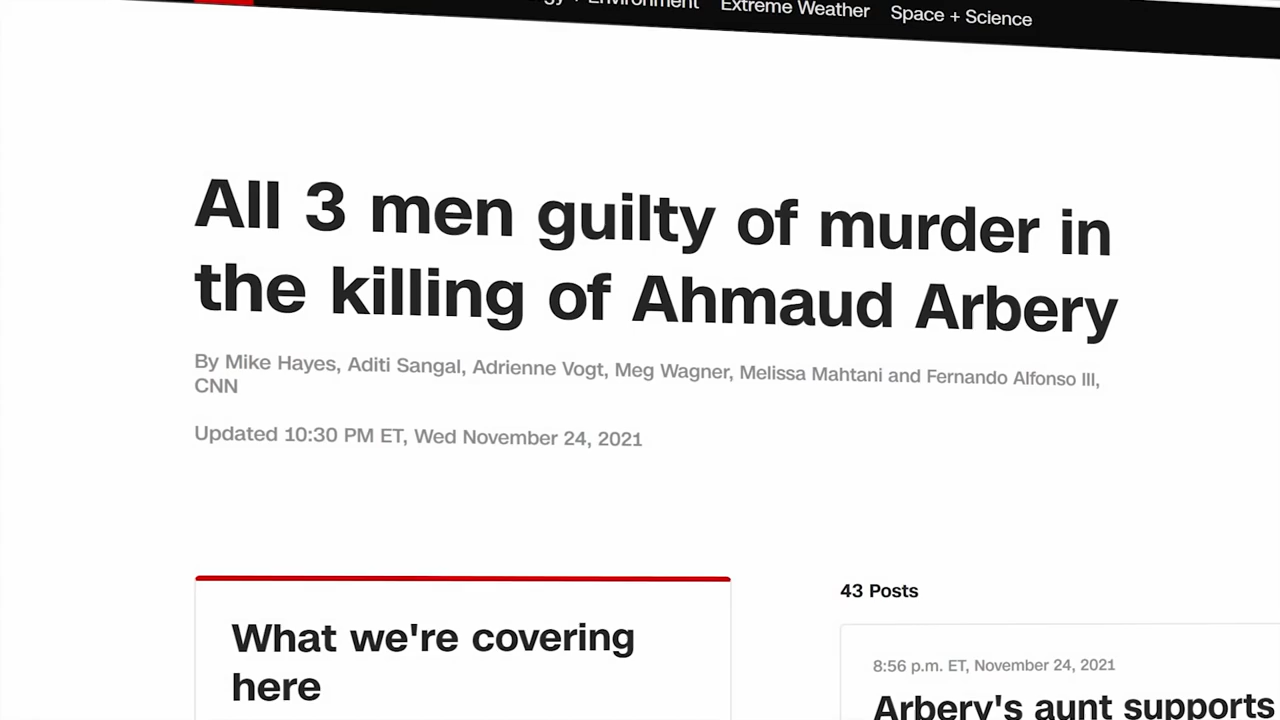 + Environment
Extreme Weather
Space + Science
All 3 men guilty of murder in
the killing of Ahmaud Arbery
By Mike Hayes, Aditi Sangal, Adrienne Vogt, Meg Wagner, Melissa Mahtani and Fernando Alfonso III,
CNN
Updated 10:30 PM ET, Wed November 24, 2021
What we're covering
here
43 Posts
8:56 p.m. ET, November 24, 2021
Arbery's aunt supports